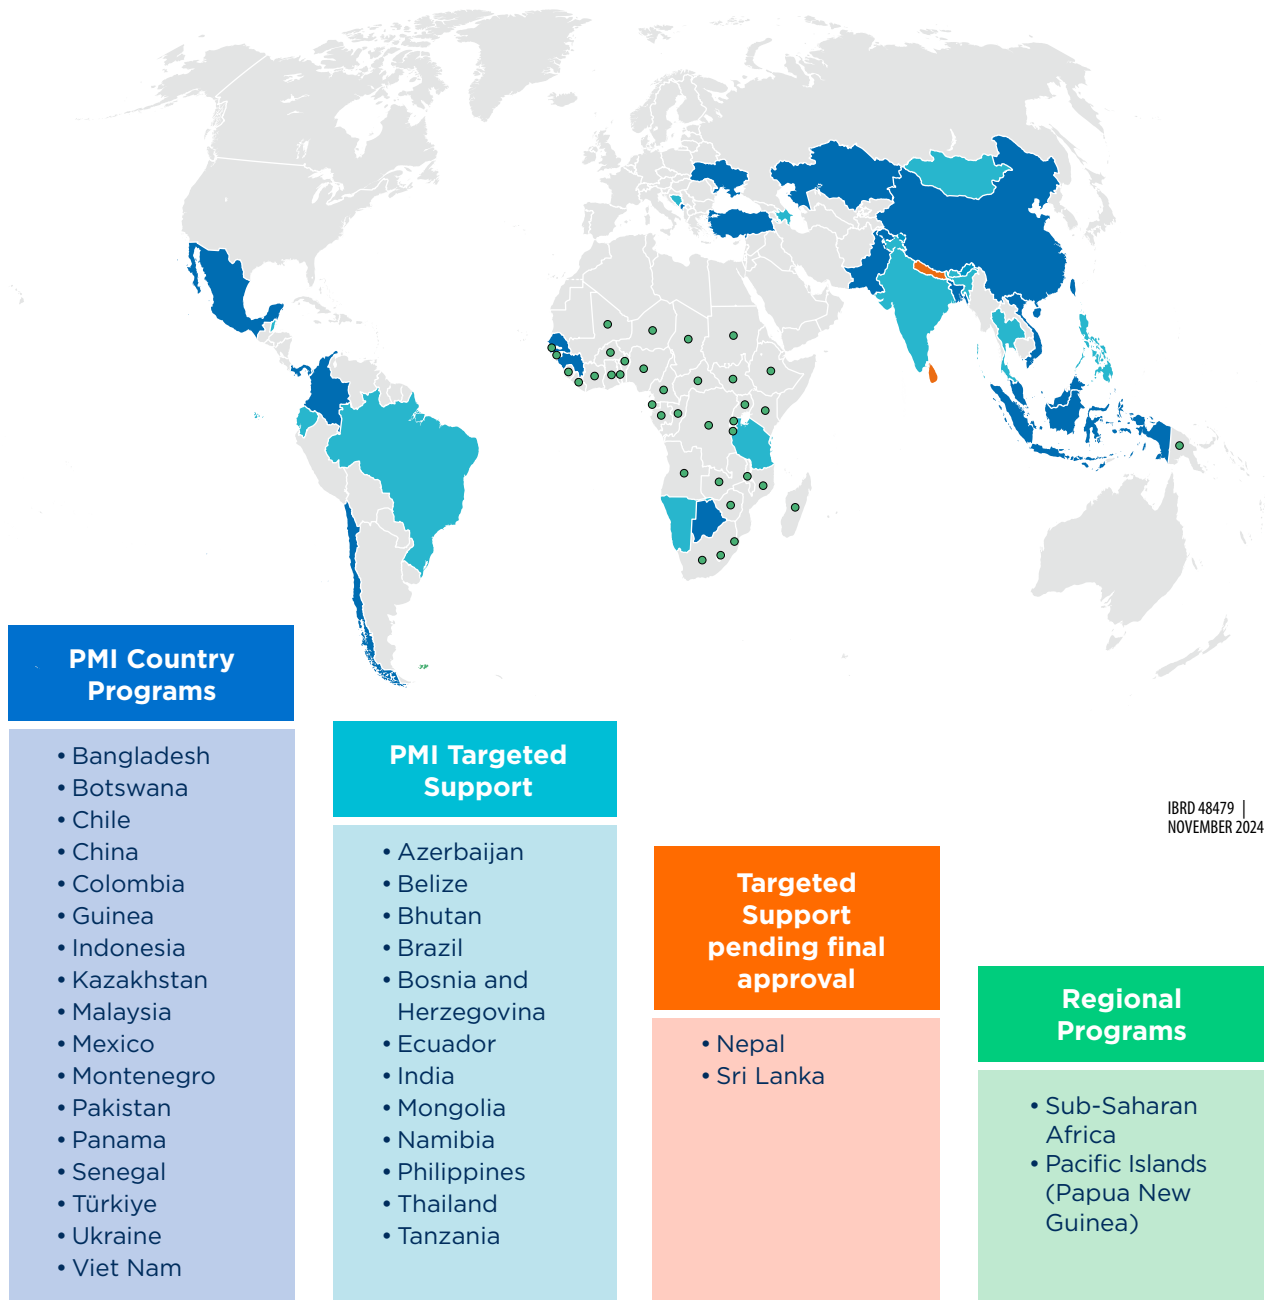 PMI Country
Programs
• Bangladesh
• Botswana
• Chile
• China
• Colombia
• Guinea
• Indonesia
• Kazakhstan
• Malaysia
• Mexico
• Montenegro
• Pakistan
• Panama
• Senegal
• Türkiye
• Ukraine
• Viet Nam
PMI Targeted
Support
• Azerbaijan
• Belize
• Bhutan
• Brazil
• Bosnia and
Herzegovina
• Ecuador
• India
• Mongolia
• Namibia
• Philippines
• Thailand
• Tanzania
Targeted
Support
pending final
approval
• Nepal
• Sri Lanka
IBRD 48479 |
NOVEMBER 2024
Regional
Programs
• Sub-Saharan
Africa
• Pacific Islands
(Papua New
Guinea)